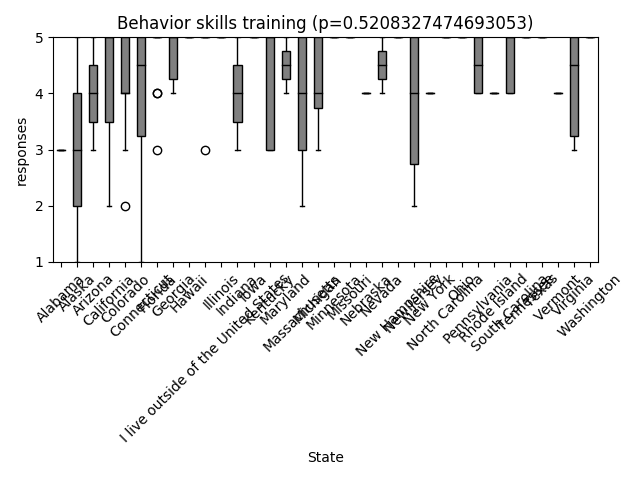 Behavior skills training (p=0.5208327474693053)
responses
5
4
3
2
1
Alabama
Alaska
Arizona
California
Colorado
Connecticut
Florida
Georgia
Hawaii
I live outside of the United States
Illinois
Indiana
Iowa
Kentucky
Maryland
Massachusetts
Michigan
Minnesota
Missouri
Nebraska
Nevada
New Hampshire
New Jersey
New York
North Carolina
Ohio
Pennsylvania
Rhode Island
South Carolina
Tennessee
Texas
Vermont
Virginia
Washington
State